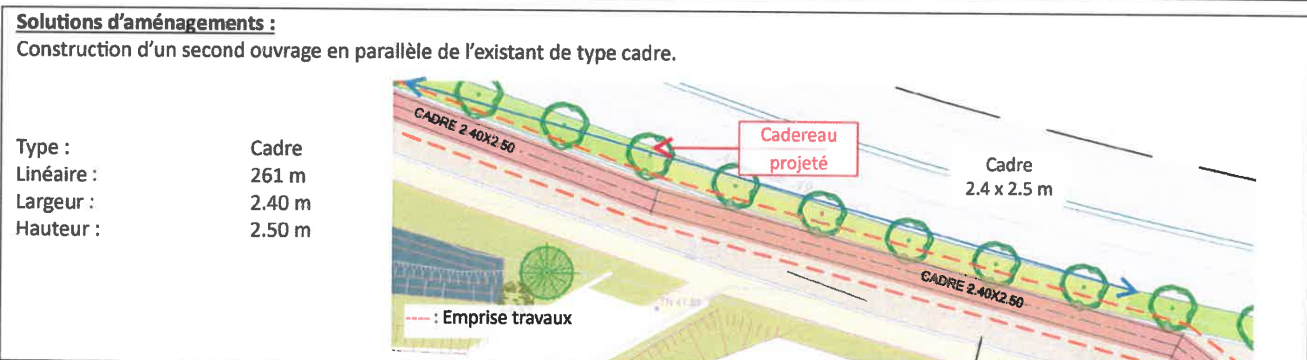 Solutions d'aménagements :
Construction d'un second ouvrage en parallèle de l'existant de type cadre.
Type : Cadre
Linéaire : 261 m
Largeur : 2.40 m
Hauteur : 2.50 m
CADRE 2.40X2.50
Cadereau
projeté
Cadre
2.4 x 2.5 m
CADRE 2.40X2.50
: Emprise travaux